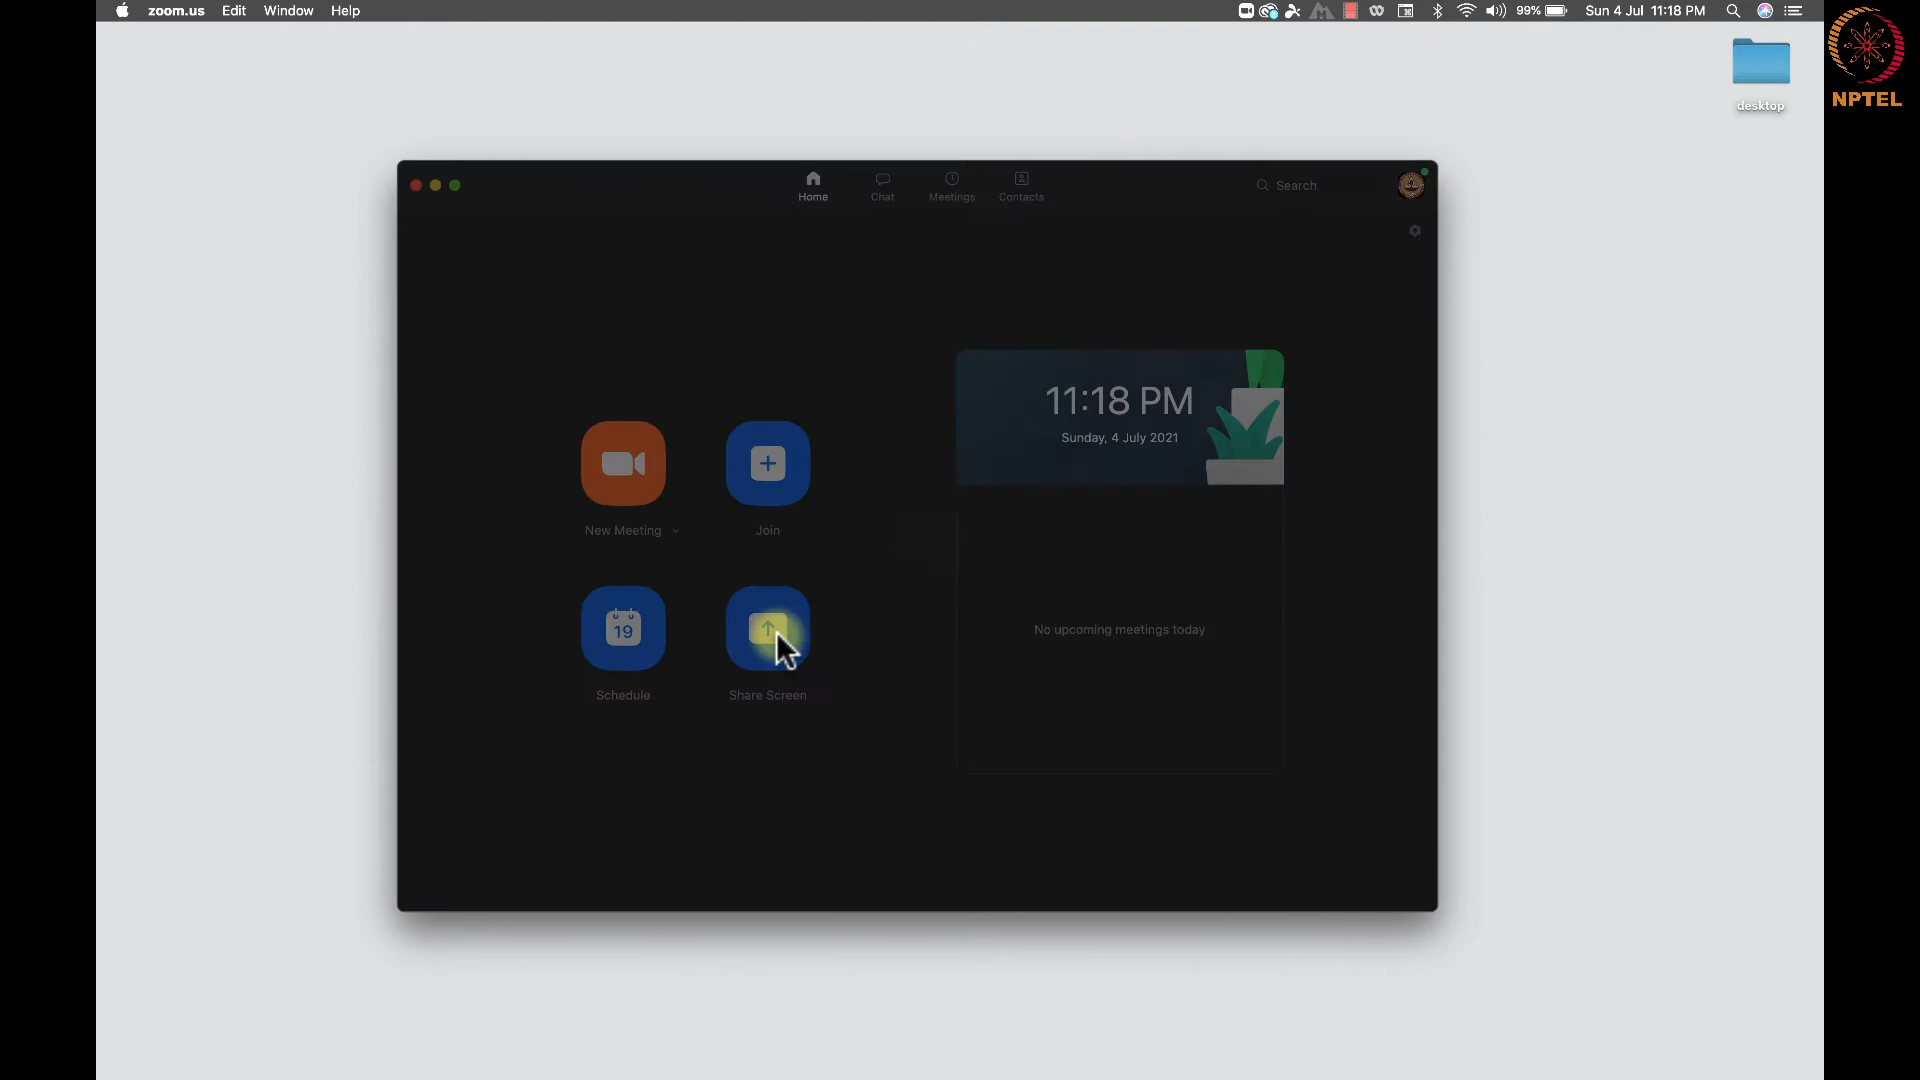 zoom.us Edit Window Help
99% Sun 4 Jul 11:18 PM
NPTEL
desktop
Home Chat Meetings Contacts
Search
11:18 PM
Sunday, 4 July 2021
New Meeting
Join
No upcoming meetings today
19
Schedule
Share Screen